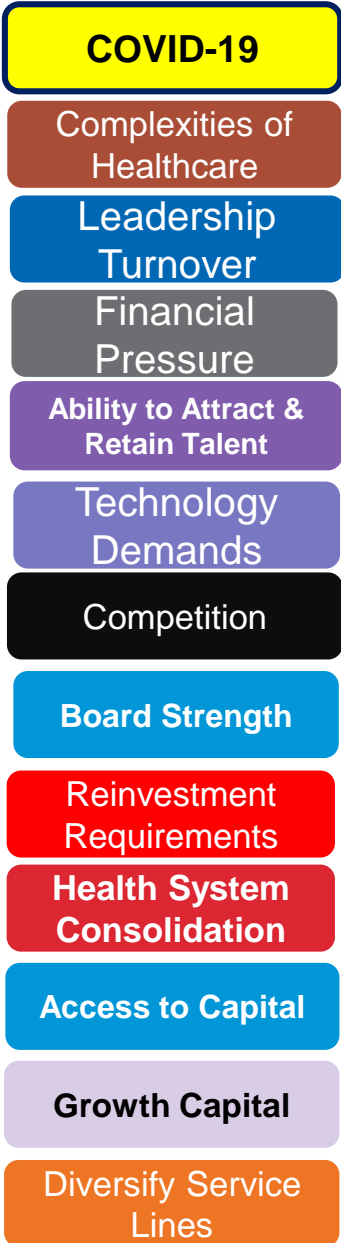 COVID-19
Complexities of
Healthcare
Leadership
Turnover
Financial
Pressure
Ability to Attract &
Retain Talent
Technology
Demands
Competition
Board Strength
Reinvestment
Requirements
Health System
Consolidation
Access to Capital
Growth Capital
Diversify Service
Lines